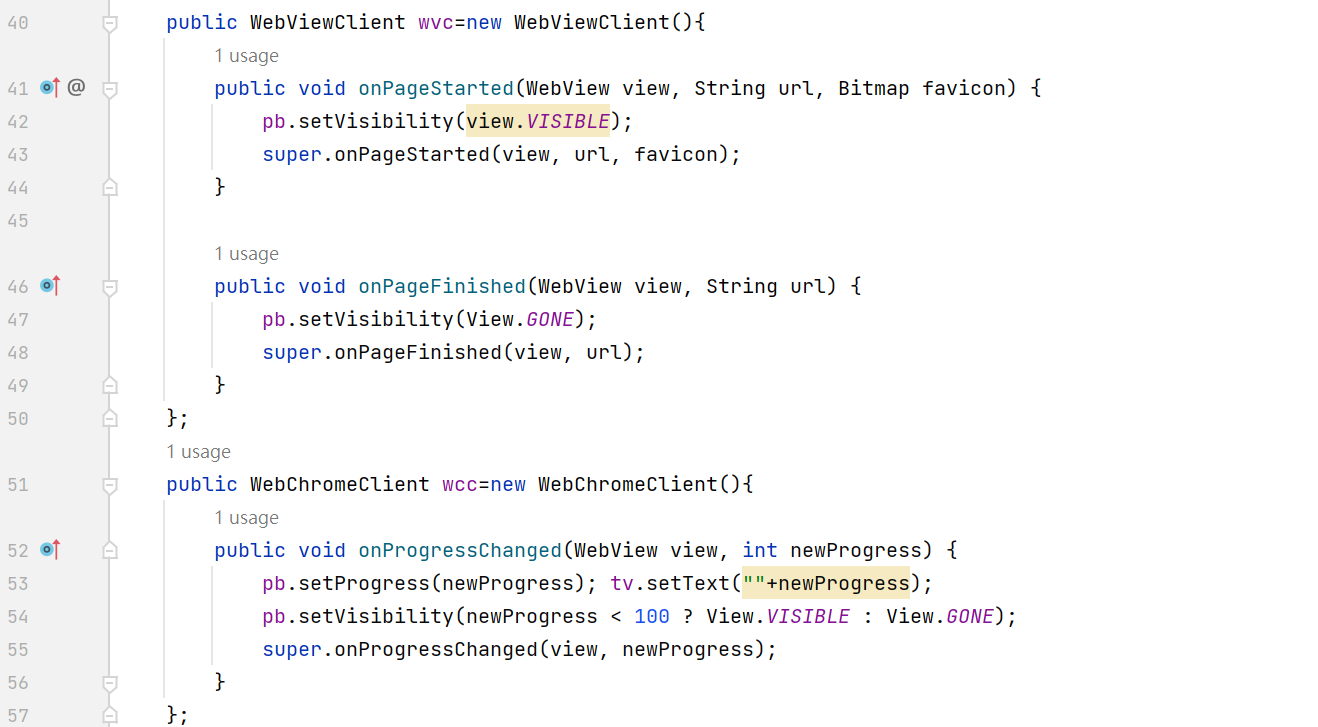 40 public WebViewClient wvc=new WebViewClient(){
1 usage
41 @ public void onPageStarted(WebView view, String url, Bitmap favicon) {
42 pb.setVisibility(view.VISIBLE);
43 super.onPageStarted(view, url, favicon);
44 }
45
1 usage
46 public void onPageFinished(WebView view, String url) {
47 pb.setVisibility(View.GONE);
48 super.onPageFinished(view, url);
49 }
50 };
1 usage
51 public WebChromeClient wcc=new WebChromeClient(){
1 usage
52 public void onProgressChanged(WebView view, int newProgress) {
53 pb.setProgress(newProgress); tv.setText(""+newProgress);
54 pb.setVisibility(newProgress < 100 ? View.VISIBLE : View.GONE);
55 super.onProgressChanged(view, newProgress);
56 }
57 };